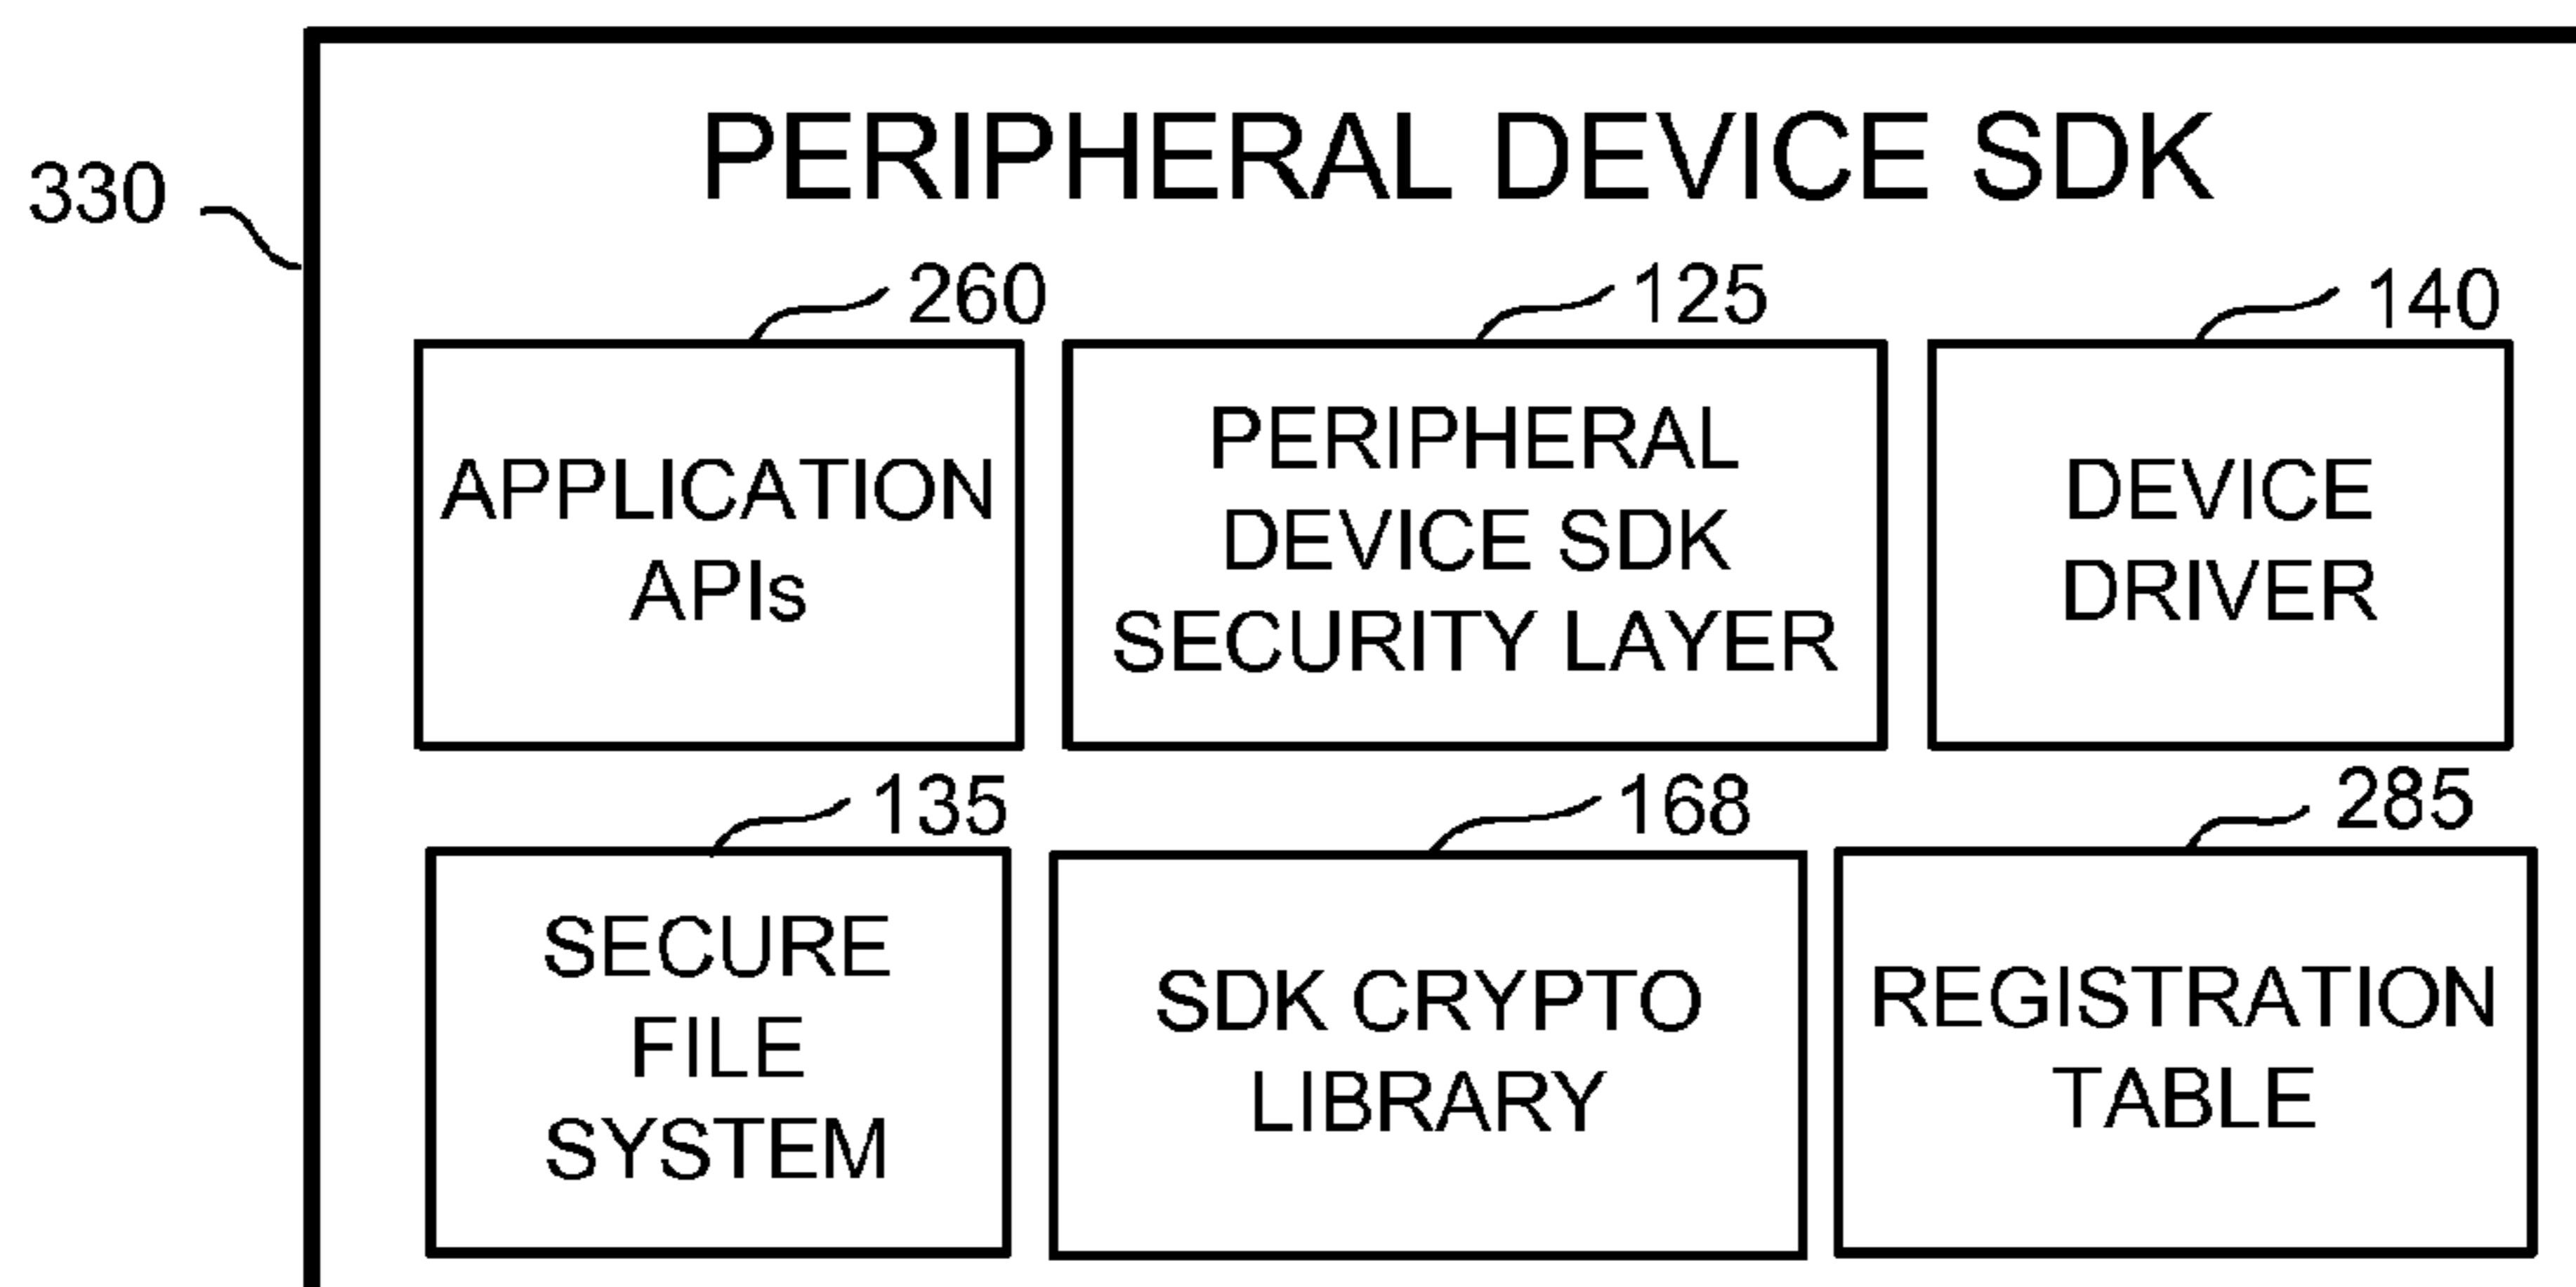 PERIPHERAL DEVICE SDK
330
260
125
140
APPLICATION
APIs
PERIPHERAL
DEVICE SDK
SECURITY LAYER
DEVICE
DRIVER
135
168
285
SECURE
FILE
SYSTEM
SDK CRYPTO
LIBRARY
REGISTRATION
TABLE